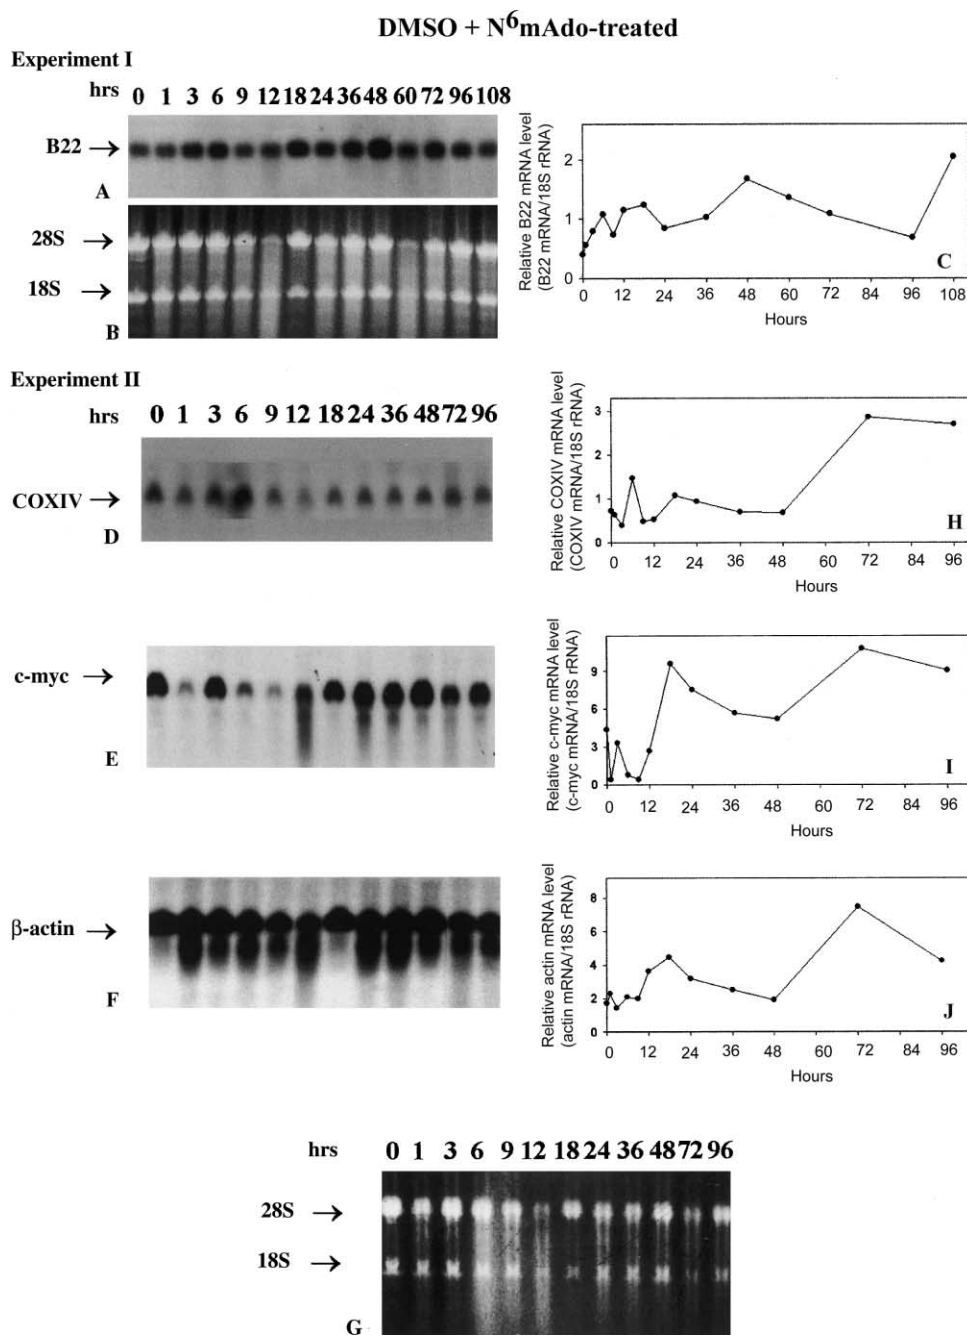 DMSO + N6mAdo-treated
Experiment I
hrs 0 1 3 6 9 12 18 24 36 48 60 72 96 108
B22 →
A
28S →
18S →
B
Relative B22 mRNA level
(B22 mRNA/18S rRNA)
2
1
0
C
0 12 24 36 48 60 72 96 108
Hours
Experiment II
hrs 0 1 3 6 9 12 18 24 36 48 72 96
COXIV →
D
Relative COXIV mRNA level
(COXIV mRNA/18S rRNA)
3
2
1
0
H
0 12 24 36 48 60 72 84 96
Hours
c-myc →
E
Relative c-myc mRNA level
(c-myc mRNA/18S rRNA)
9
6
3
0
I
0 12 24 36 48 60 72 84 96
Hours
β-actin →
F
Relative actin mRNA level
(actin mRNA/18S rRNA)
8
6
4
2
0
J
0 12 24 36 48 60 72 84 96
Hours
hrs 0 1 3 6 9 12 18 24 36 48 72 96
28S →
18S →
G